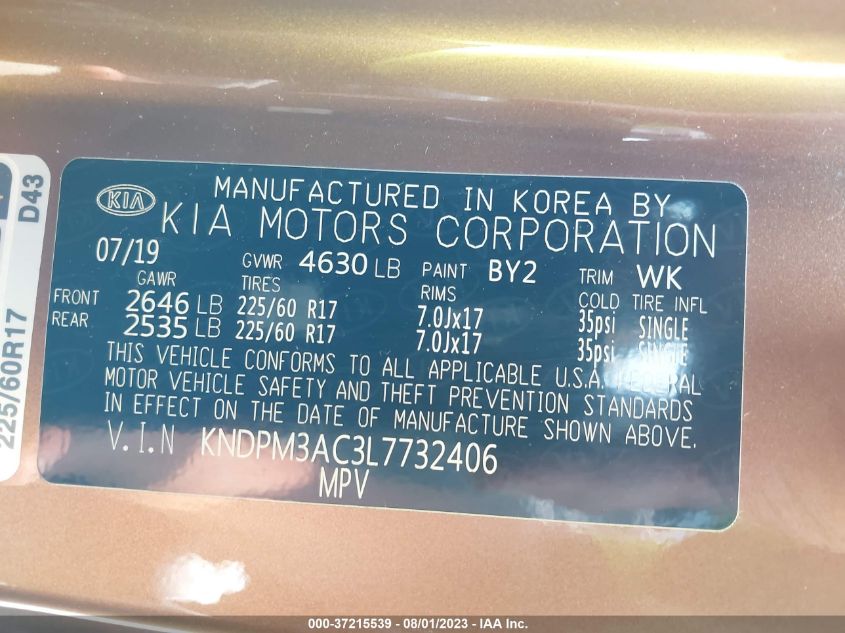 KIA
MANUFACTURED IN KOREA BY
KIA MOTORS CORPORATION
07/19 GVWR 4630 LB PAINT BY2 TRIM WK
GAWR TIRES RIMS COLD TIRE INFL
FRONT 2646 LB 225/60 R17 7.0Jx17 35psi SINGLE
REAR 2535 LB 225/60 R17 7.0Jx17 35psi SINGLE
THIS VEHICLE CONFORMS TO ALL APPLICABLE U.S.A. FEDERAL
MOTOR VEHICLE SAFETY AND THEFT PREVENTION STANDARDS
IN EFFECT ON THE DATE OF MANUFACTURE SHOWN ABOVE.
V.I.N KNDPM3AC3L7732406
MPV
D43
225/60R17
000-37215539 - 08/01/2023 - IAA Inc.